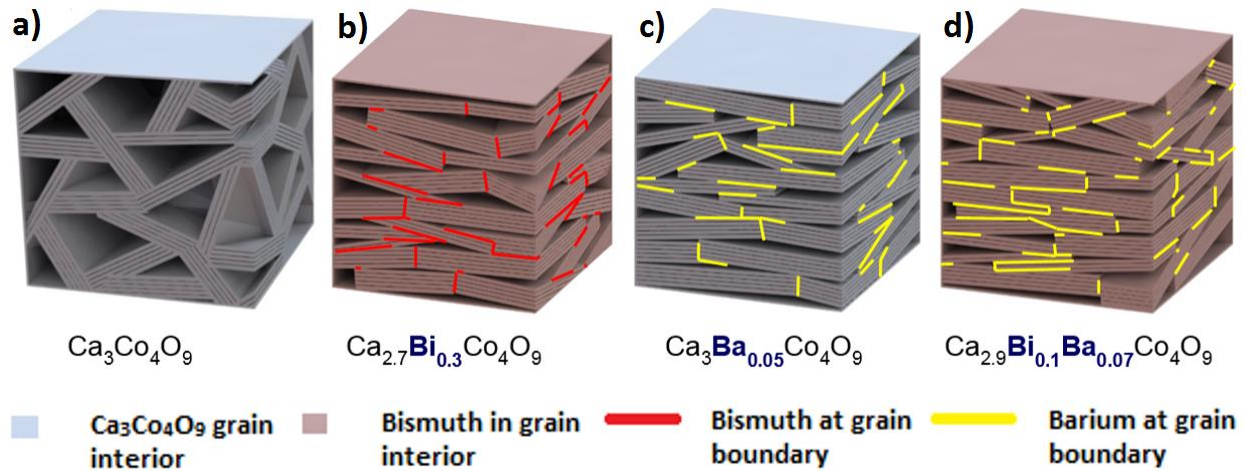 a) b) c) d)
Ca₃Co₄O₉ Ca₂.₇Bi₀.₃Co₄O₉ Ca₃Ba₀.₀₅Co₄O₉ Ca₂.₉Bi₀.₁Ba₀.₀₇Co₄O₉
Ca₃Co₄O₉ grain Bismuth in grain Bismuth at grain Barium at grain
interior interior boundary boundary